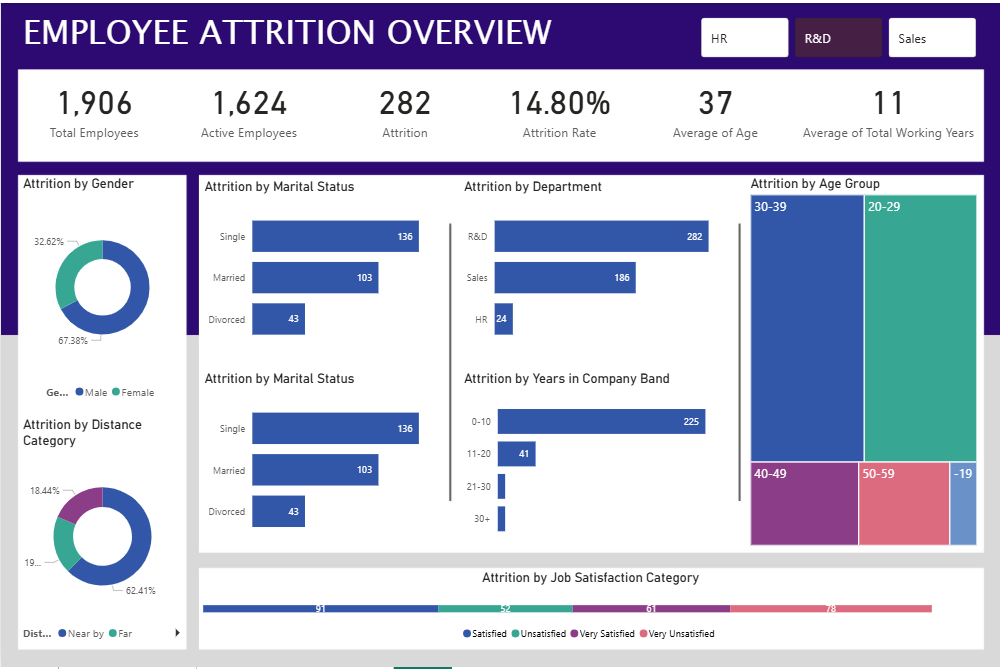 EMPLOYEE ATTRITION OVERVIEW
HR
R&D
Sales
1,906
Total Employees
1,624
Active Employees
282
Attrition
14.80%
Attrition Rate
37
Average of Age
11
Average of Total Working Years
Attrition by Gender
32.62%
67.38%
Ge... Male Female
Attrition by Distance
Category
18.44%
19...
62.41%
Dist... Near by Far
Attrition by Marital Status
Single 136
Married 103
Divorced 43
Attrition by Marital Status
Single 136
Married 103
Divorced 43
Attrition by Department
R&D 282
Sales 186
HR 24
Attrition by Years in Company Band
0-10 225
11-20 41
21-30
30+
Attrition by Age Group
30-39
20-29
40-49
50-59
-19
Attrition by Job Satisfaction Category
91 52 61 78
Satisfied Unsatisfied Very Satisfied Very Unsatisfied